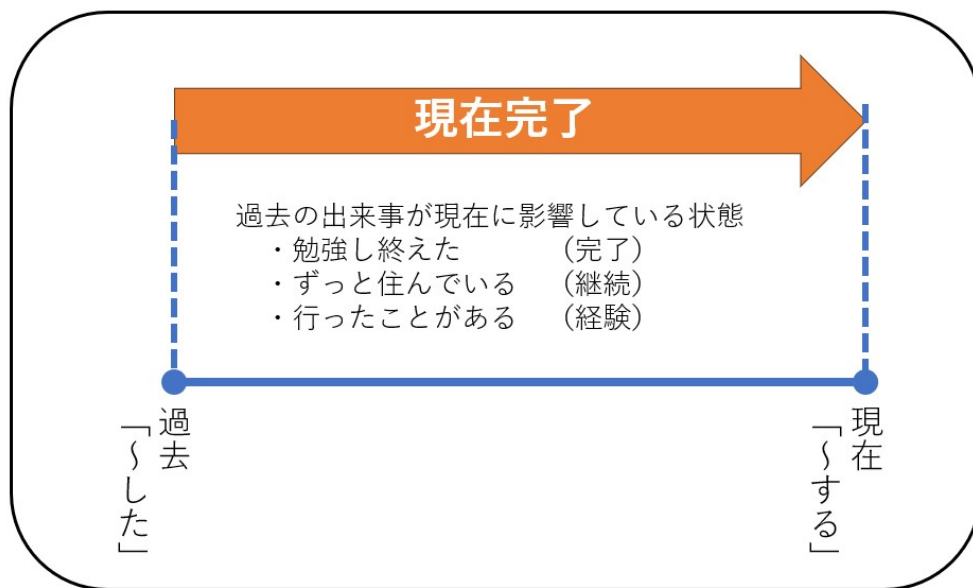 現在完了
過去の出来事が現在に影響している状態
・勉強し終えた （完了）
・ずっと住んでいる （継続）
・行ったことがある （経験）
過去
「～した」
現在
「～する」